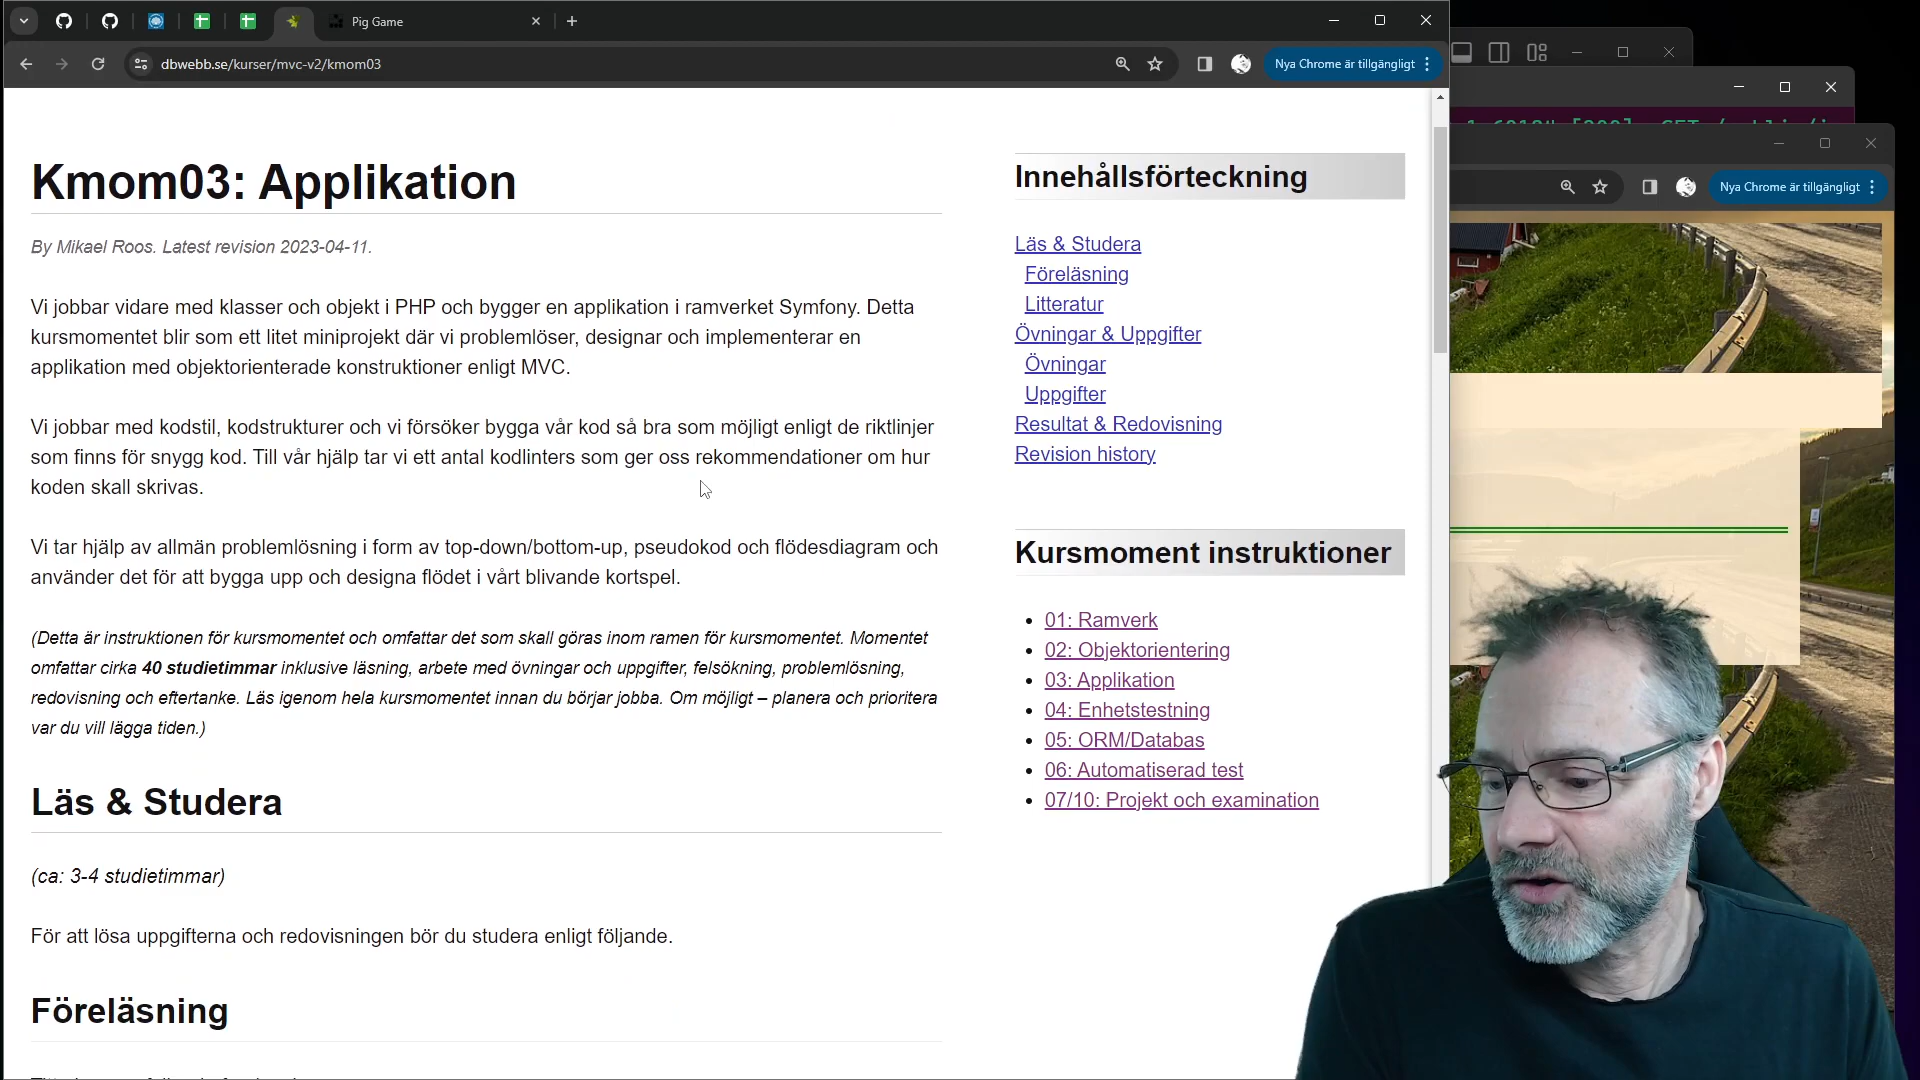 Pig Game
dbwebb.se/kurser/mvc-v2/kmom03
Nya Chrome är tillgängligt
Nya Chrome är tillgängligt
Kmom03: Applikation
By Mikael Roos. Latest revision 2023-04-11.
Vi jobbar vidare med klasser och objekt i PHP och bygger en applikation i ramverket Symfony. Detta
kursmomentet blir som ett litet miniprojekt där vi problemlöser, designar och implementerar en
applikation med objektorienterade konstruktioner enligt MVC.
Vi jobbar med kodstil, kodstrukturer och vi försöker bygga vår kod så bra som möjligt enligt de riktlinjer
som finns för snygg kod. Till vår hjälp tar vi ett antal kodlinters som ger oss rekommendationer om hur
koden skall skrivas.
Vi tar hjälp av allmän problemlösning i form av top-down/bottom-up, pseudokod och flödesdiagram och
använder det för att bygga upp och designa flödet i vårt blivande kortspel.
(Detta är instruktionen för kursmomentet och omfattar det som skall göras inom ramen för kursmomentet. Momentet
omfattar cirka 40 studietimmar inklusive läsning, arbete med övningar och uppgifter, felsökning, problemlösning,
redovisning och eftertanke. Läs igenom hela kursmomentet innan du börjar jobba. Om möjligt – planera och prioritera
var du vill lägga tiden.)
Läs & Studera
(ca: 3-4 studietimmar)
För att lösa uppgifterna och redovisningen bör du studera enligt följande.
Föreläsning
Innehållsförteckning
Läs & Studera
Föreläsning
Litteratur
Övningar & Uppgifter
Övningar
Uppgifter
Resultat & Redovisning
Revision history
Kursmoment instruktioner
01: Ramverk
02: Objektorientering
03: Applikation
04: Enhetstestning
05: ORM/Databas
06: Automatiserad test
07/10: Projekt och examination